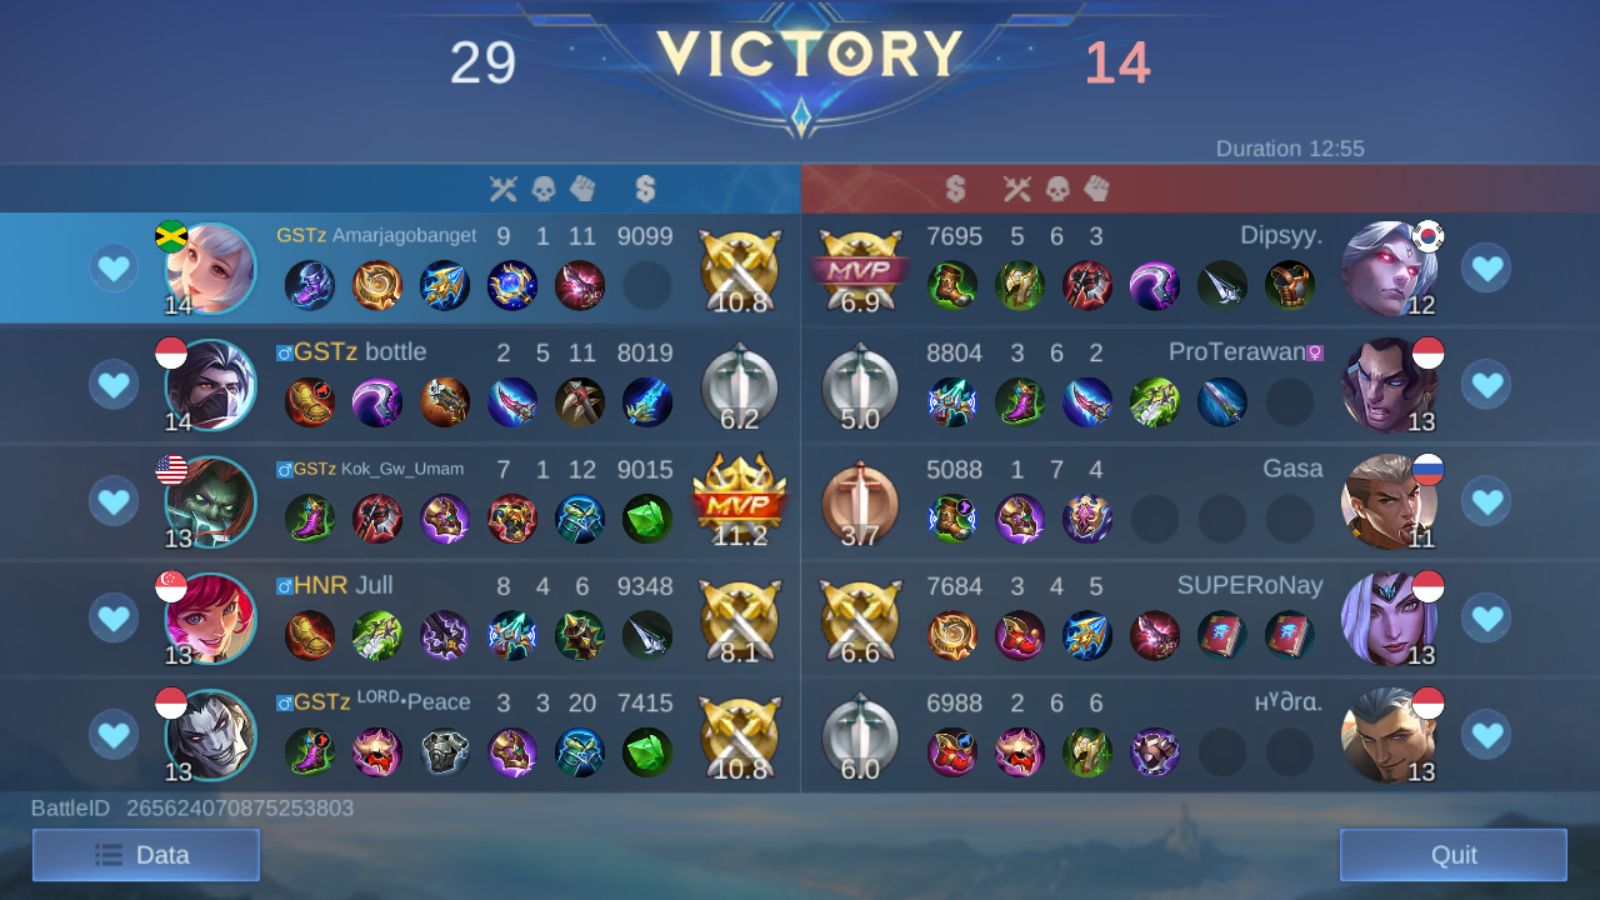 29 VICTORY 14
Duration 12:55
GSTz Amarjagobanget 9 1 11 9099
14 10.8
GSTz bottle 2 5 11 8019
14 6.2
GSTz Kok_Gw_Umam 7 1 12 9015
MVP
13 11.2
HNR Jull 8 4 6 9348
13 8.1
GSTz ᴸᴼᴿᴰ•Peace 3 3 20 7415
13 10.8
7695 5 6 3 Dipsyy.
MVP
6.9 12
8804 3 6 2 ProTerawan♀
5.0 13
5088 1 7 4 Gasa
3.7 11
7684 3 4 5 SUPERoNay
6.6 13
6988 2 6 6 ʜʸ∂rα.
6.0 13
BattleID 265624070875253803
Data
Quit